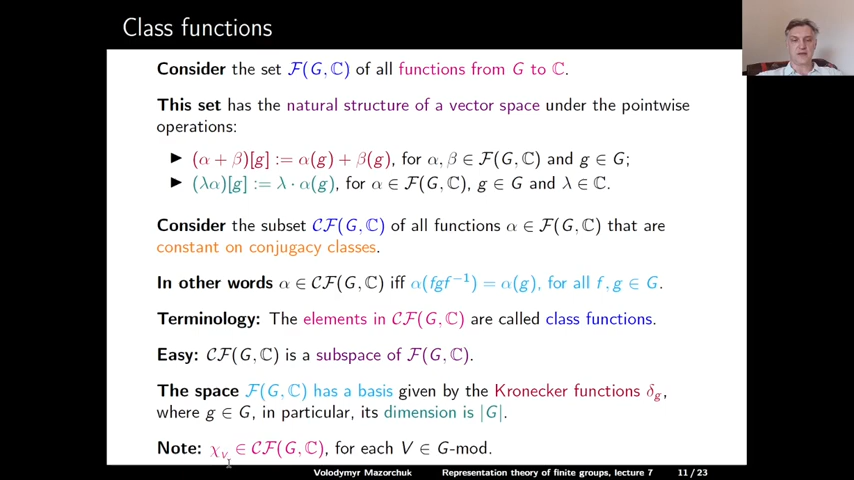 Class functions
Consider the set ℱ(G, ℂ) of all functions from G to ℂ.
This set has the natural structure of a vector space under the pointwise
operations:
▶ (α + β)[g] := α(g) + β(g), for α, β ∈ ℱ(G, ℂ) and g ∈ G;
▶ (λα)[g] := λ · α(g), for α ∈ ℱ(G, ℂ), g ∈ G and λ ∈ ℂ.
Consider the subset 𝒞ℱ(G, ℂ) of all functions α ∈ ℱ(G, ℂ) that are
constant on conjugacy classes.
In other words α ∈ 𝒞ℱ(G, ℂ) iff α(fgf⁻¹) = α(g), for all f, g ∈ G.
Terminology: The elements in 𝒞ℱ(G, ℂ) are called class functions.
Easy: 𝒞ℱ(G, ℂ) is a subspace of ℱ(G, ℂ).
The space ℱ(G, ℂ) has a basis given by the Kronecker functions δ_g,
where g ∈ G, in particular, its dimension is |G|.
Note: χ_V ∈ 𝒞ℱ(G, ℂ), for each V ∈ G-mod.
Volodymyr Mazorchuk Representation theory of finite groups, lecture 7 11 / 23